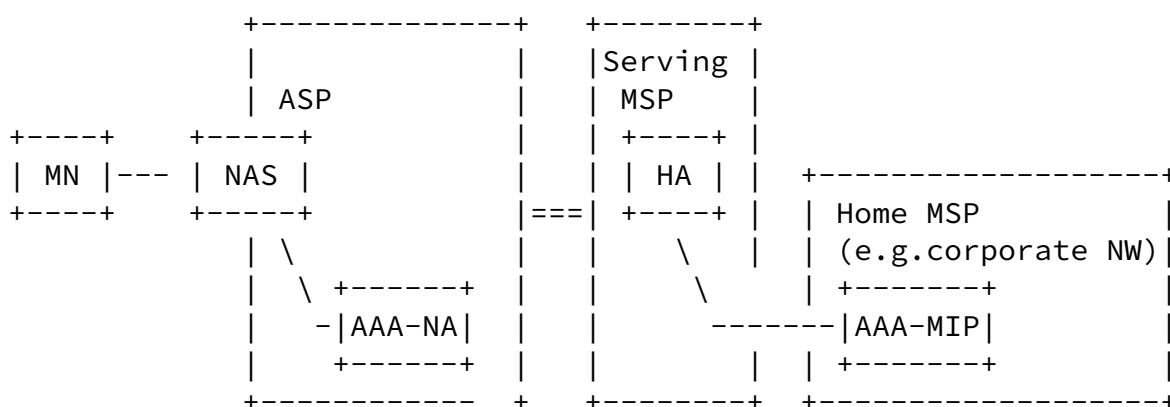 Serving
ASP MSP
MN NAS HA
Home MSP
(e.g.corporate NW)
AAA-NA AAA-MIP